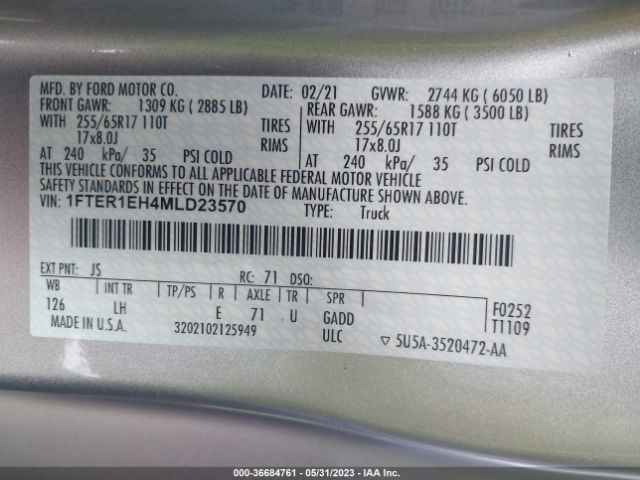 MFD. BY FORD MOTOR CO. DATE: 02/21 GVWR: 2744 KG ( 6050 LB)
FRONT GAWR: 1309 KG ( 2885 LB) REAR GAWR: 1588 KG ( 3500 LB)
WITH 255/65R17 110T TIRES WITH 255/65R17 110T TIRES
17x8.0J RIMS 17x8.0J RIMS
AT 240 kPa/ 35 PSI COLD AT 240 kPa/ 35 PSI COLD
THIS VEHICLE CONFORMS TO ALL APPLICABLE FEDERAL MOTOR VEHICLE
SAFETY STANDARDS IN EFFECT ON THE DATE OF MANUFACTURE SHOWN ABOVE.
VIN: 1FTER1EH4MLD23570 TYPE: Truck
EXT PNT: JS RC: 71 DSO:
WB INT TR TP/PS R AXLE TR SPR F0252
126 LH E 71 U GADD T1109
MADE IN U.S.A. 3202102125949 ULC ▽ 5U5A-3520472-AA
000-36684761 - 05/31/2023 - COPYRIGHT IAA, LLC.